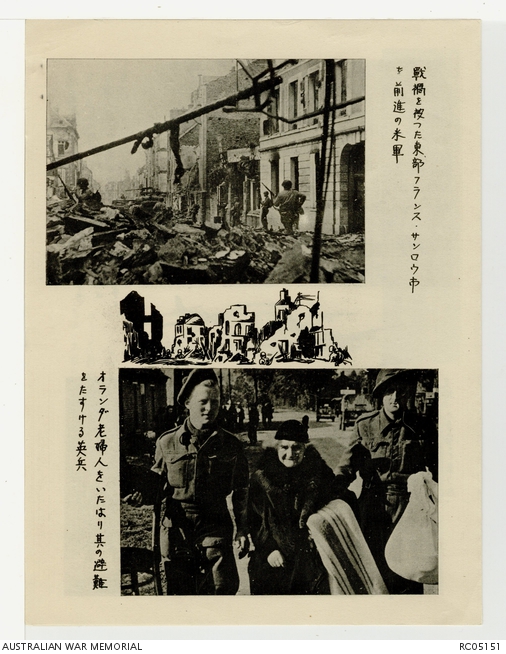 戦禍を被つた東部フランス・サンロウ市
を前進の米軍
オランダ老婦人をいたはり其の避難
をたすける英兵
AUSTRALIAN WAR MEMORIAL
RC05151